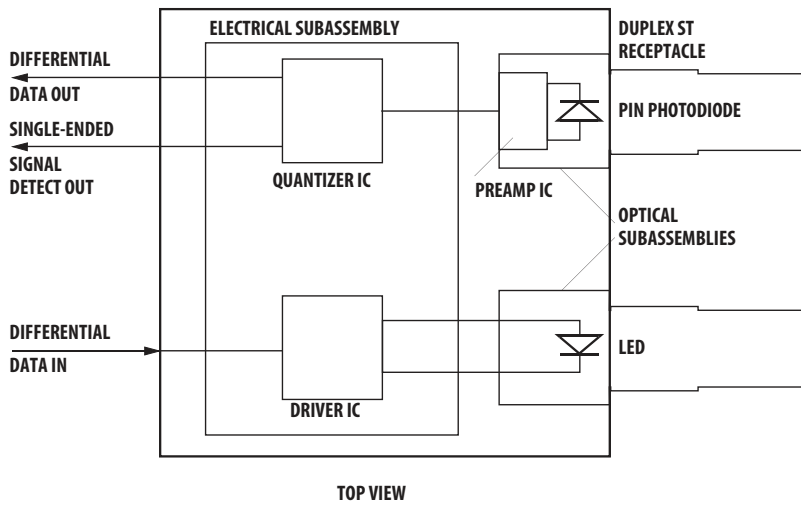 ELECTRICAL SUBASSEMBLY
DUPLEX ST
RECEPTACLE
DIFFERENTIAL
DATA OUT
SINGLE-ENDED
SIGNAL
DETECT OUT
QUANTIZER IC
PREAMP IC
PIN PHOTODIODE
OPTICAL
SUBASSEMBLIES
DIFFERENTIAL
DATA IN
DRIVER IC
LED
TOP VIEW